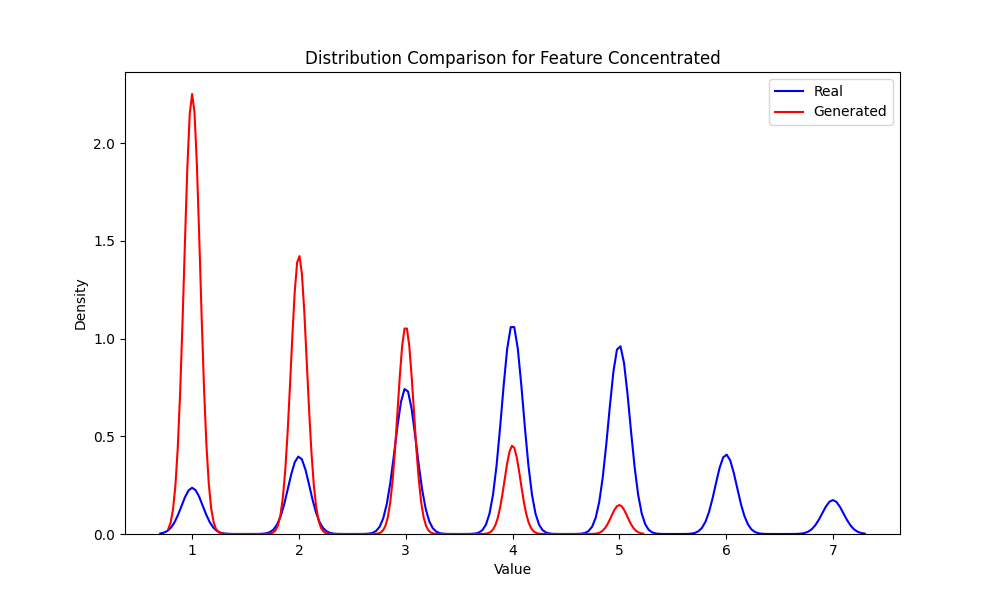 Distribution Comparison for Feature Concentrated
Real
Generated
2.0
1.5
1.0
0.5
0.0
Density
1 2 3 4 5 6 7
Value